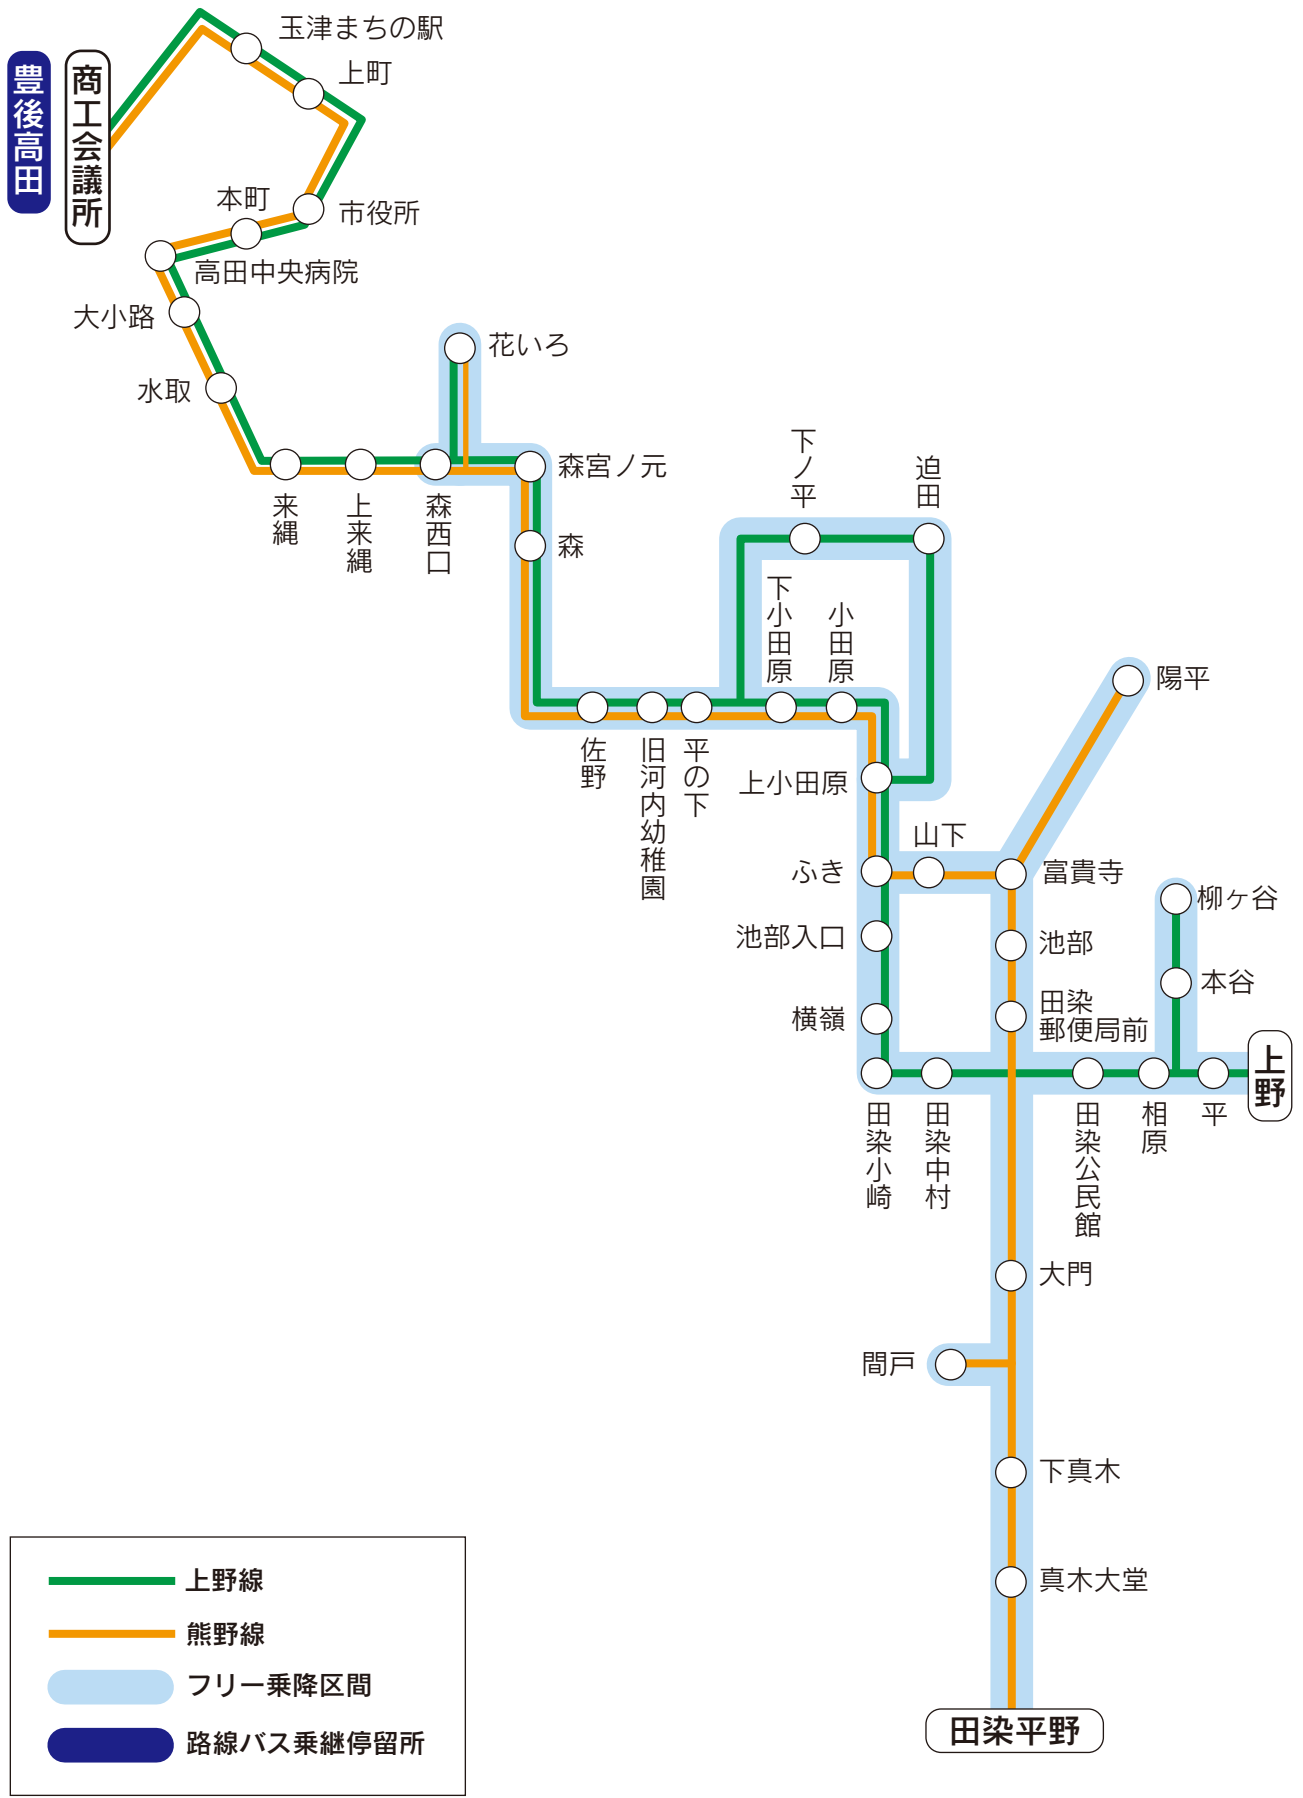 豊後高田
商工会議所
玉津まちの駅
上町
市役所
本町
高田中央病院
大小路
水取
来縄
上来縄
森西口
花いろ
森宮ノ元
森
佐野
旧河内幼稚園
平の下
下ノ平
迫田
下小田原
小田原
上小田原
ふき
山下
富貴寺
陽平
池部入口
横嶺
池部
田染
郵便局前
柳ヶ谷
本谷
上野
田染小崎
田染中村
田染公民館
相原
平
大門
間戸
下真木
真木大堂
田染平野
上野線
熊野線
フリー乗降区間
路線バス乗継停留所